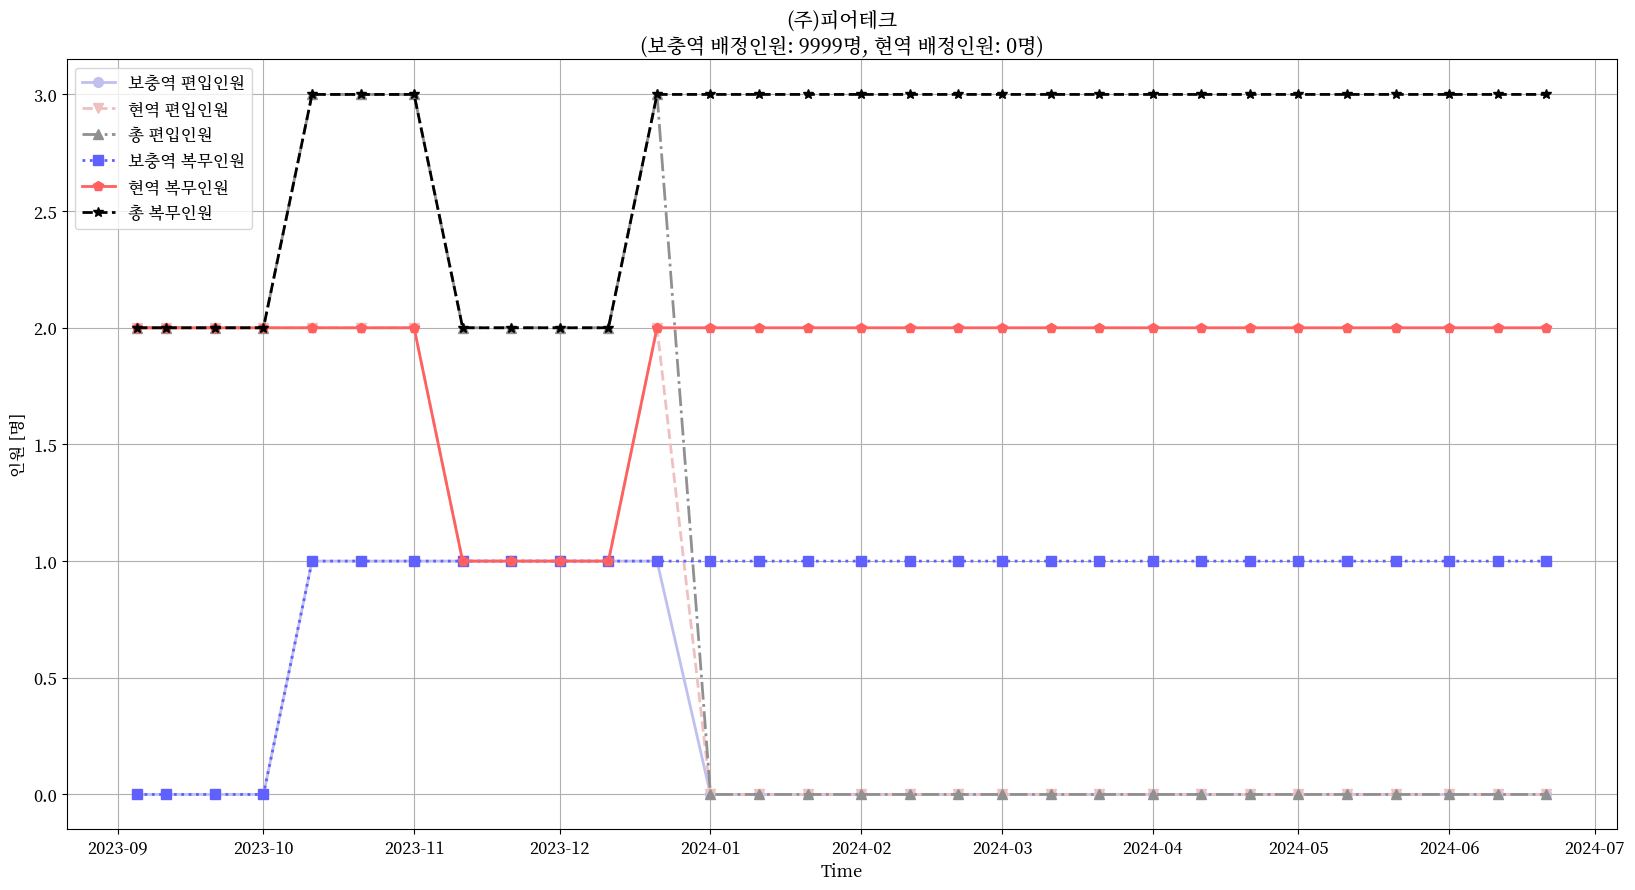 (주)피어테크
(보충역 배정인원: 9999명, 현역 배정인원: 0명)
보충역 편입인원
현역 편입인원
총 편입인원
보충역 복무인원
현역 복무인원
총 복무인원
3.0
2.5
2.0
1.5
1.0
0.5
0.0
인원 [명]
2023-09 2023-10 2023-11 2023-12 2024-01 2024-02 2024-03 2024-04 2024-05 2024-06 2024-07
Time